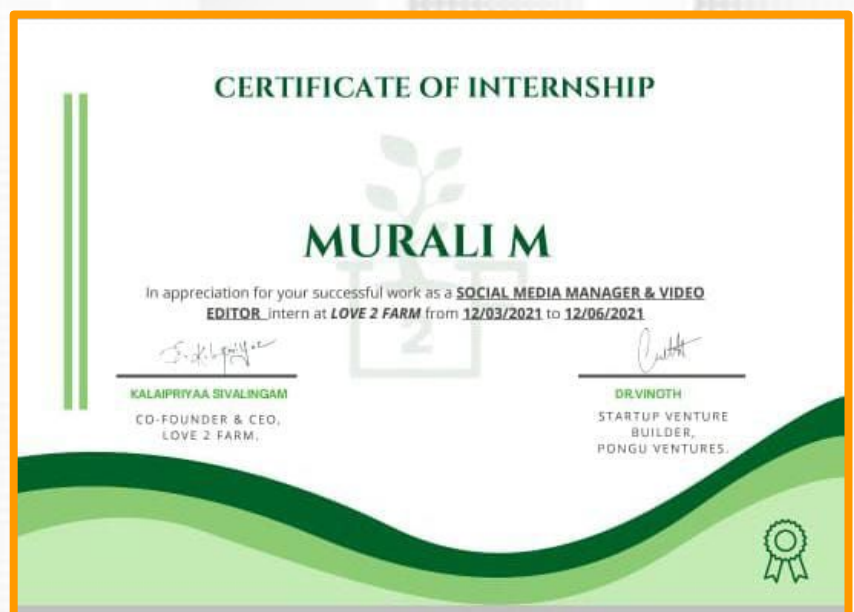 CERTIFICATE OF INTERNSHIP
MURALI M
In appreciation for your successful work as a SOCIAL MEDIA MANAGER & VIDEO
EDITOR intern at LOVE 2 FARM from 12/03/2021 to 12/06/2021
2
KALAIPRIYAA SIVALINGAM
CO-FOUNDER & CEO,
LOVE 2 FARM.
DR.VINOTH
STARTUP VENTURE
BUILDER,
PONGU VENTURES.